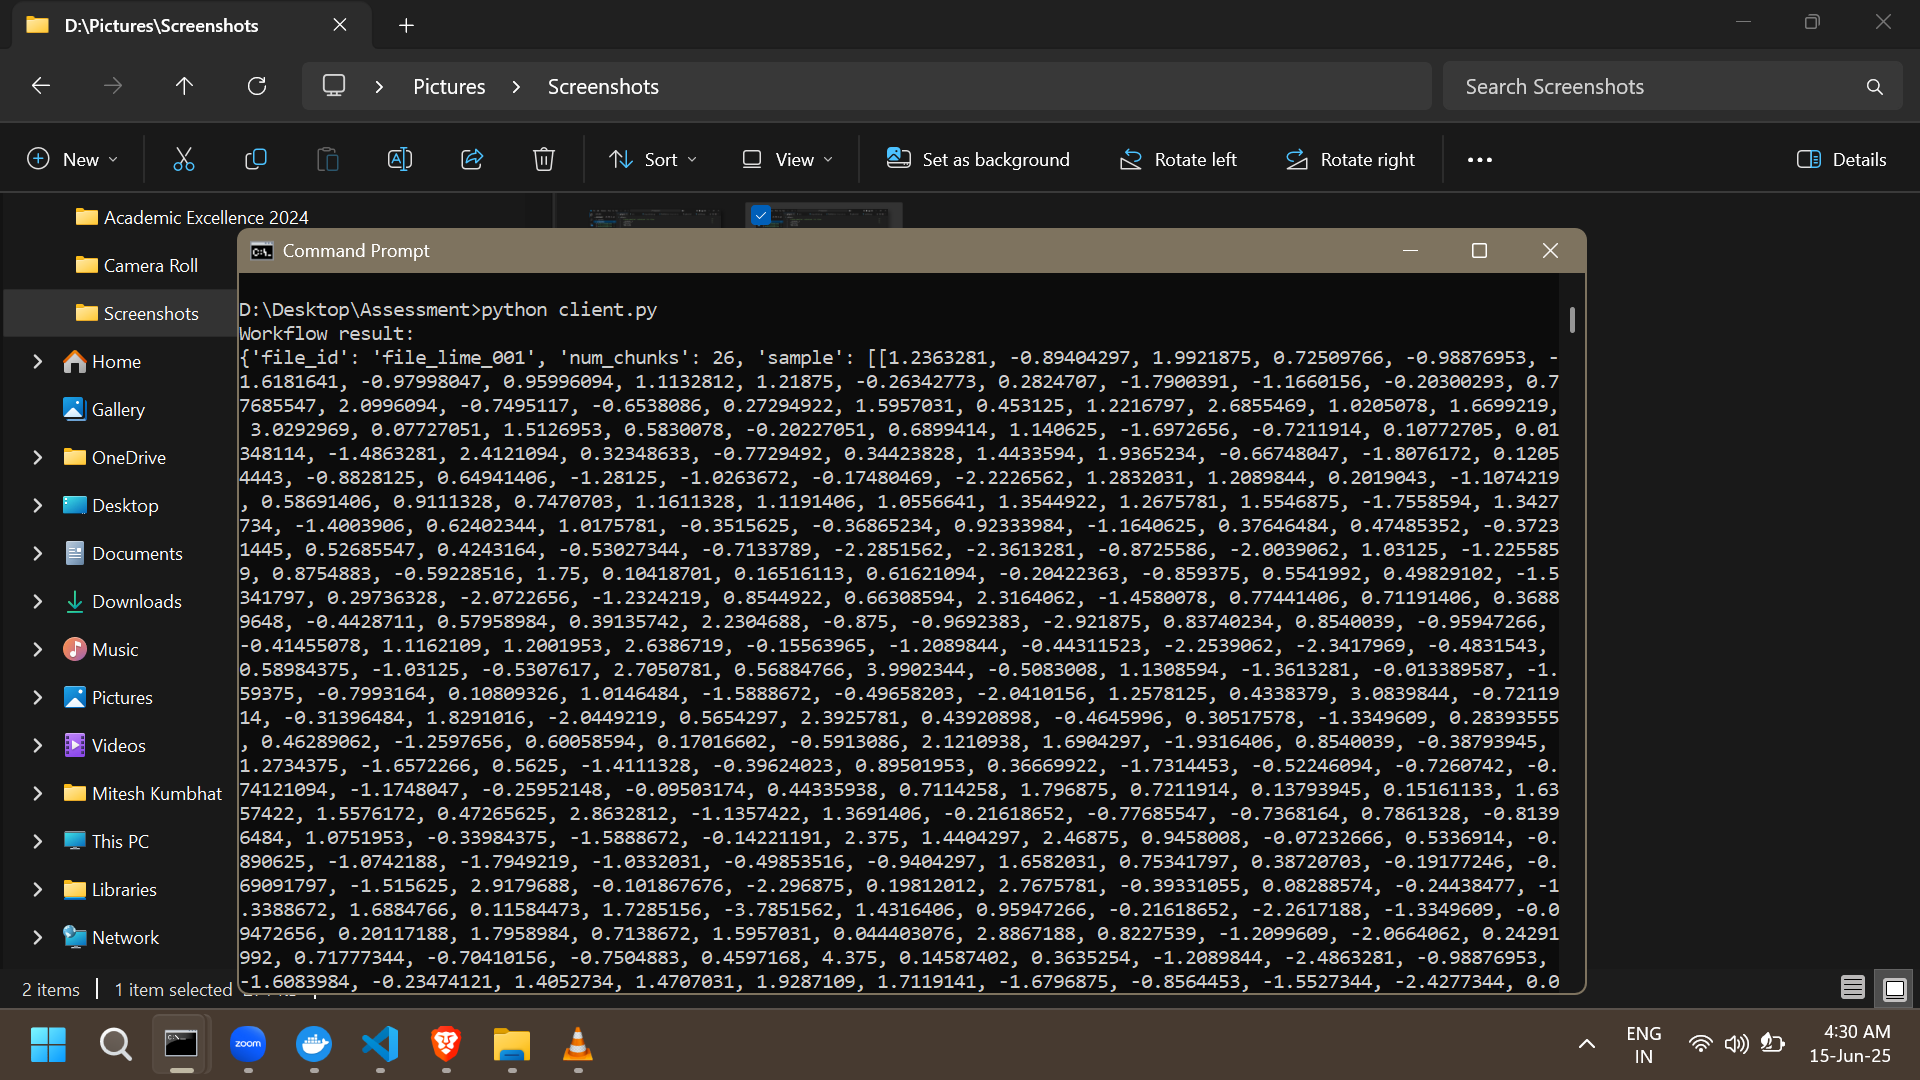 D:\Pictures\Screenshots
Pictures
Screenshots
Search Screenshots
New
Sort
View
Set as background
Rotate left
Rotate right
Details
Academic Excellence 2024
Camera Roll
Screenshots
Home
Gallery
OneDrive
Desktop
Documents
Downloads
Music
Pictures
Videos
Mitesh Kumbhat
This PC
Libraries
Network
Command Prompt
D:\Desktop\Assessment>python client.py
Workflow result:
{'file_id': 'file_lime_001', 'num_chunks': 26, 'sample': [[1.2363281, -0.89404297, 1.9921875, 0.72509766, -0.98876953, -
1.6181641, -0.97998047, 0.95996094, 1.1132812, 1.21875, -0.26342773, 0.2824707, -1.7900391, -1.1660156, -0.20300293, 0.7
7685547, 2.0996094, -0.7495117, -0.6538086, 0.27294922, 1.5957031, 0.453125, 1.2216797, 2.6855469, 1.0205078, 1.6699219,
3.0292969, 0.07727051, 1.5126953, 0.5830078, -0.20227051, 0.6899414, 1.140625, -1.6972656, -0.7211914, 0.10772705, 0.01
348114, -1.4863281, 2.4121094, 0.32348633, -0.7729492, 0.34423828, 1.4433594, 1.9365234, -0.66748047, -1.8076172, 0.1205
4443, -0.8828125, 0.64941406, -1.28125, -1.0263672, -0.17480469, -2.2226562, 1.2832031, 1.2089844, 0.2019043, -1.1074219
, 0.58691406, 0.9111328, 0.7470703, 1.1611328, 1.1191406, 1.0556641, 1.3544922, 1.2675781, 1.5546875, -1.7558594, 1.3427
734, -1.4003906, 0.62402344, 1.0175781, -0.3515625, -0.36865234, 0.92333984, -1.1640625, 0.37646484, 0.47485352, -0.3723
1445, 0.52685547, 0.4243164, -0.53027344, -0.7133789, -2.2851562, -2.3613281, -0.8725586, -2.0039062, 1.03125, -1.225585
9, 0.8754883, -0.59228516, 1.75, 0.10418701, 0.16516113, 0.61621094, -0.20422363, -0.859375, 0.5541992, 0.49829102, -1.5
341797, 0.29736328, -2.0722656, -1.2324219, 0.8544922, 0.66308594, 2.3164062, -1.4580078, 0.77441406, 0.71191406, 0.3688
9648, -0.4428711, 0.57958984, 0.39135742, 2.2304688, -0.875, -0.9692383, -2.921875, 0.83740234, 0.8540039, -0.95947266,
-0.41455078, 1.1162109, 1.2001953, 2.6386719, -0.15563965, -1.2089844, -0.44311523, -2.2539062, -2.3417969, -0.4831543,
0.58984375, -1.03125, -0.5307617, 2.7050781, 0.56884766, 3.9902344, -0.5083008, 1.1308594, -1.3613281, -0.013389587, -1.
59375, -0.7993164, 0.10809326, 1.0146484, -1.5888672, -0.49658203, -2.0410156, 1.2578125, 0.4338379, 3.0839844, -0.72119
14, -0.31396484, 1.8291016, -2.0449219, 0.5654297, 2.3925781, 0.43920898, -0.4645996, 0.30517578, -1.3349609, 0.28393555
, 0.46289062, -1.2597656, 0.60058594, 0.17016602, -0.5913086, 2.1210938, 1.6904297, -1.9316406, 0.8540039, -0.38793945,
1.2734375, -1.6572266, 0.5625, -1.4111328, -0.39624023, 0.89501953, 0.36669922, -1.7314453, -0.52246094, -0.7260742, -0.
74121094, -1.1748047, -0.25952148, -0.09503174, 0.44335938, 0.7114258, 1.796875, 0.7211914, 0.13793945, 0.15161133, 1.63
57422, 1.5576172, 0.47265625, 2.8632812, -1.1357422, 1.3691406, -0.21618652, -0.77685547, -0.7368164, 0.7861328, -0.8139
6484, 1.0751953, -0.33984375, -1.5888672, -0.14221191, 2.375, 1.4404297, 2.46875, 0.9458008, -0.07232666, 0.5336914, -0.
890625, -1.0742188, -1.7949219, -1.0332031, -0.49853516, -0.9404297, 1.6582031, 0.75341797, 0.38720703, -0.19177246, -0.
69091797, -1.515625, 2.9179688, -0.101867676, -2.296875, 0.19812012, 2.7675781, -0.39331055, 0.08288574, -0.24438477, -1
.3388672, 1.6884766, 0.11584473, 1.7285156, -3.7851562, 1.4316406, 0.95947266, -0.21618652, -2.2617188, -1.3349609, -0.0
9472656, 0.20117188, 1.7958984, 0.7138672, 1.5957031, 0.044403076, 2.8867188, 0.8227539, -1.2099609, -2.0664062, 0.24291
992, 0.71777344, -0.70410156, -0.7504883, 0.4597168, 4.375, 0.14587402, 0.3635254, -1.2089844, -2.4863281, -0.98876953,
-1.6083984, -0.23474121, 1.4052734, 1.4707031, 1.9287109, 1.7119141, -1.6796875, -0.8564453, -1.5527344, -2.4277344, 0.0
2 items
1 item selected
zoom
ENG
IN
4:30 AM
15-Jun-25